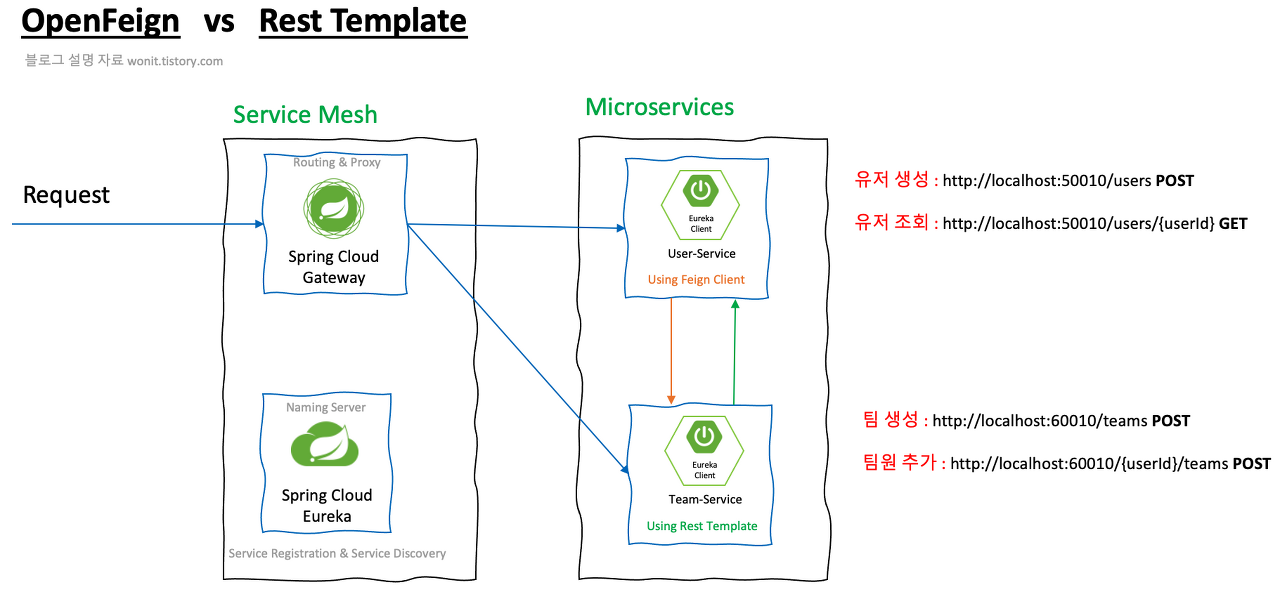 OpenFeign vs Rest Template
블로그 설명 자료 wonit.tistory.com
Service Mesh
Microservices
Request
Routing & Proxy
Spring Cloud
Gateway
Naming Server
Spring Cloud
Eureka
Service Registration & Service Discovery
Eureka
Client
User-Service
Using Feign Client
Eureka
Client
Team-Service
Using Rest Template
유저 생성 : http://localhost:50010/users POST
유저 조회 : http://localhost:50010/users/{userId} GET
팀 생성 : http://localhost:60010/teams POST
팀원 추가 : http://localhost:60010/{userId}/teams POST